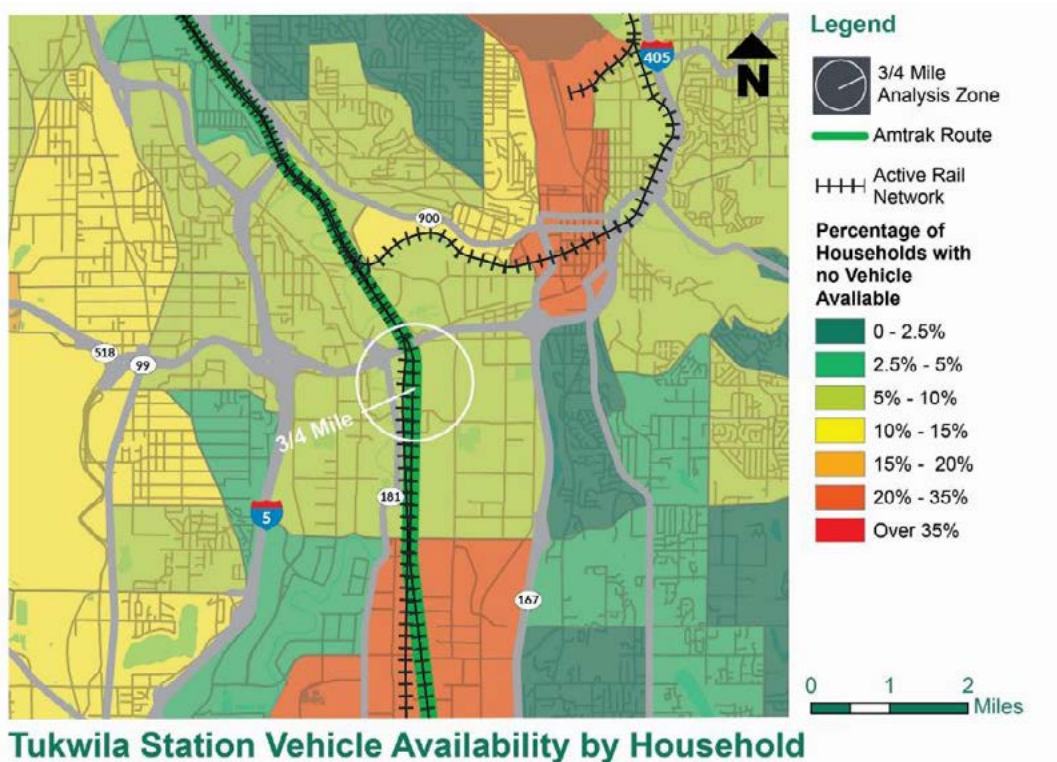 Legend
3/4 Mile
Analysis Zone
Amtrak Route
Active Rail
Network
Percentage of
Households with
no Vehicle
Available
0 - 2.5%
2.5% - 5%
5% - 10%
10% - 15%
15% - 20%
20% - 35%
Over 35%
0 1 2
Miles
405
N
900
518
99
3/4 Mile
181
5
167
Tukwila Station Vehicle Availability by Household